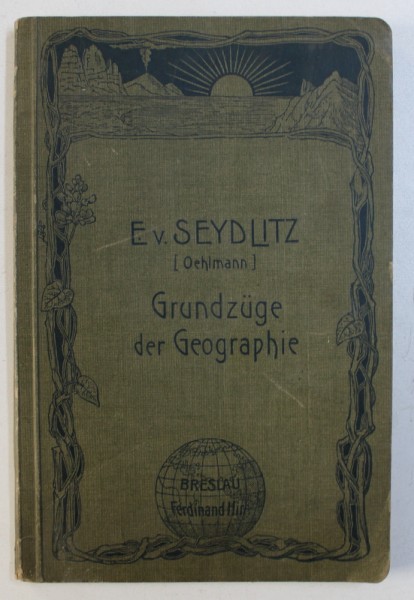 E. v. SEYDLITZ
[Oehlmann]
Grundzüge
der Geographie
BRESLAU
Ferdinand Hirt